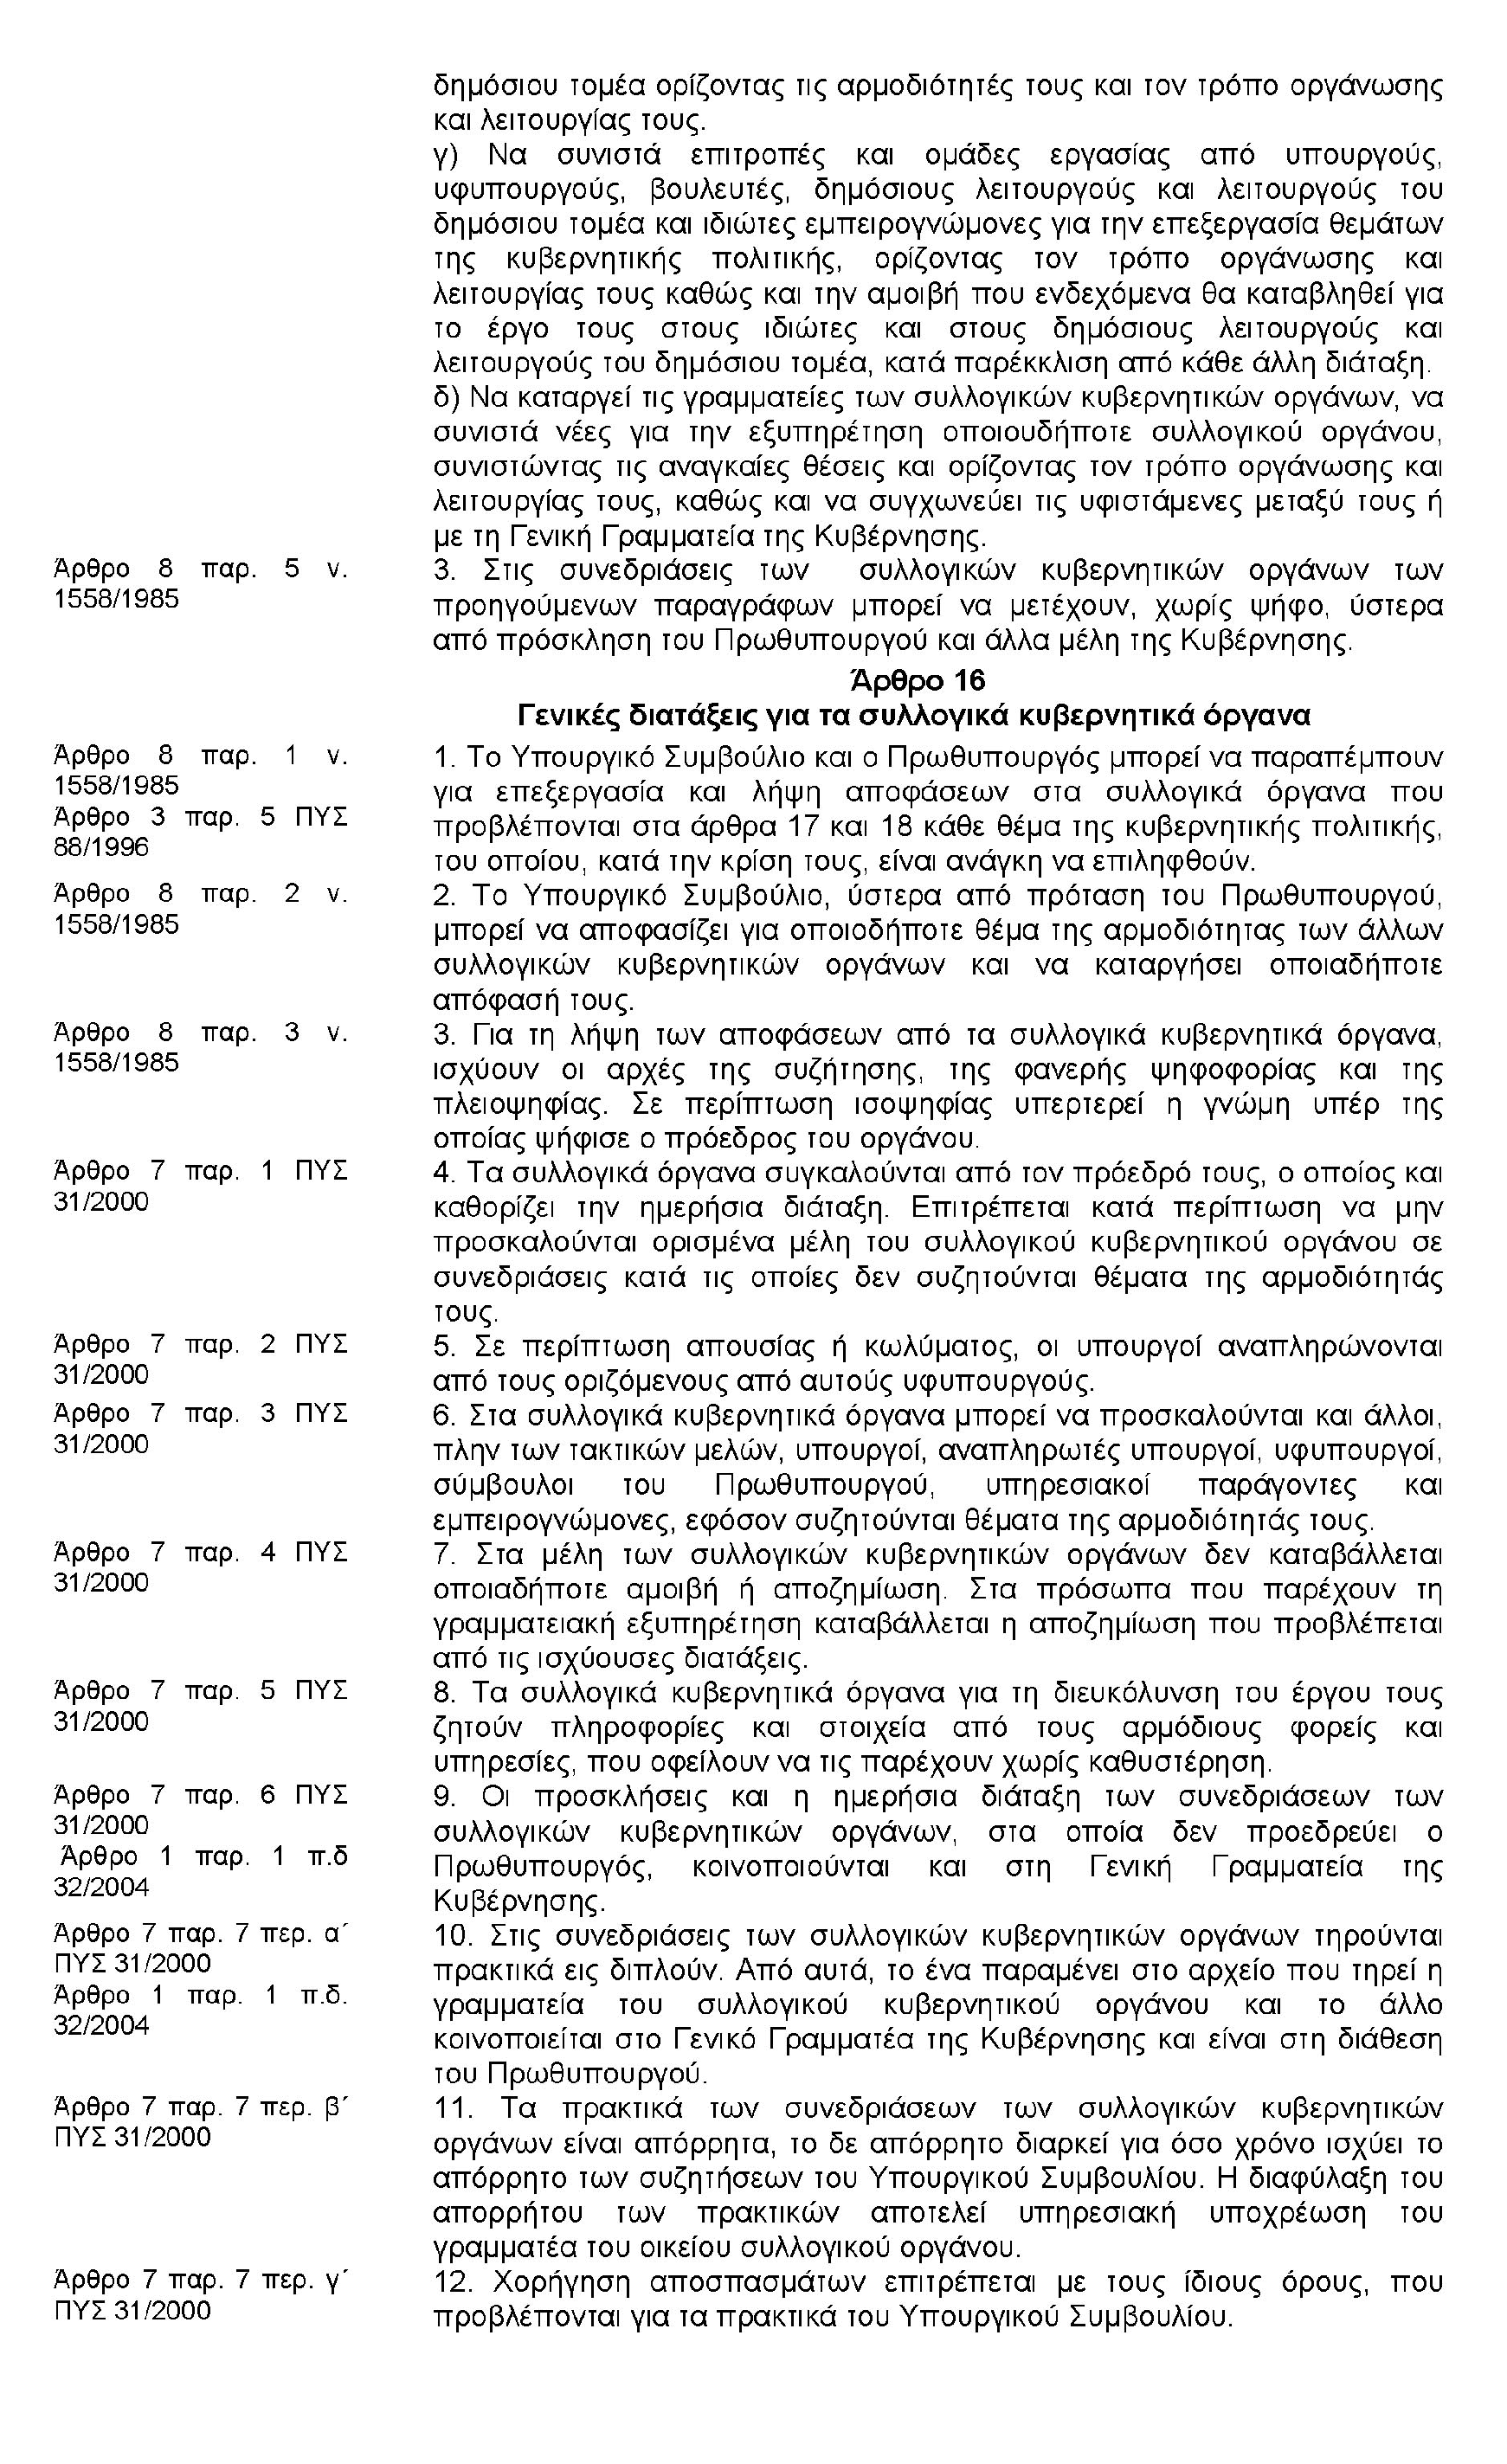 δημόσιου τομέα ορίζοντας τις αρμοδιότητές τους και τον τρόπο οργάνωσης
και λειτουργίας τους.
γ) Να συνιστά επιτροπές και ομάδες εργασίας από υπουργούς,
υφυπουργούς, βουλευτές, δημόσιους λειτουργούς και λειτουργούς του
δημόσιου τομέα και ιδιώτες εμπειρογνώμονες για την επεξεργασία θεμάτων
της κυβερνητικής πολιτικής, ορίζοντας τον τρόπο οργάνωσης και
λειτουργίας τους καθώς και την αμοιβή που ενδεχόμενα θα καταβληθεί για
το έργο τους στους ιδιώτες και στους δημόσιους λειτουργούς και
λειτουργούς του δημόσιου τομέα, κατά παρέκκλιση από κάθε άλλη διάταξη.
δ) Να καταργεί τις γραμματείες των συλλογικών κυβερνητικών οργάνων, να
συνιστά νέες για την εξυπηρέτηση οποιουδήποτε συλλογικού οργάνου,
συνιστώντας τις αναγκαίες θέσεις και ορίζοντας τον τρόπο οργάνωσης και
λειτουργίας τους, καθώς και να συγχωνεύει τις υφιστάμενες μεταξύ τους ή
με τη Γενική Γραμματεία της Κυβέρνησης.
Άρθρο 8 παρ. 5 ν.
1558/1985
3. Στις συνεδριάσεις των συλλογικών κυβερνητικών οργάνων των
προηγούμενων παραγράφων μπορεί να μετέχουν, χωρίς ψήφο, ύστερα
από πρόσκληση του Πρωθυπουργού και άλλα μέλη της Κυβέρνησης.
Άρθρο 16
Γενικές διατάξεις για τα συλλογικά κυβερνητικά όργανα
Άρθρο 8 παρ. 1 ν.
1558/1985
Άρθρο 3 παρ. 5 ΠΥΣ
88/1996
1. Το Υπουργικό Συμβούλιο και ο Πρωθυπουργός μπορεί να παραπέμπουν
για επεξεργασία και λήψη αποφάσεων στα συλλογικά όργανα που
προβλέπονται στα άρθρα 17 και 18 κάθε θέμα της κυβερνητικής πολιτικής,
του οποίου, κατά την κρίση τους, είναι ανάγκη να επιληφθούν.
Άρθρο 8 παρ. 2 ν.
1558/1985
2. Το Υπουργικό Συμβούλιο, ύστερα από πρόταση του Πρωθυπουργού,
μπορεί να αποφασίζει για οποιοδήποτε θέμα της αρμοδιότητας των άλλων
συλλογικών κυβερνητικών οργάνων και να καταργήσει οποιαδήποτε
απόφασή τους.
Άρθρο 8 παρ. 3 ν.
1558/1985
3. Για τη λήψη των αποφάσεων από τα συλλογικά κυβερνητικά όργανα,
ισχύουν οι αρχές της συζήτησης, της φανερής ψηφοφορίας και της
πλειοψηφίας. Σε περίπτωση ισοψηφίας υπερτερεί η γνώμη υπέρ της
οποίας ψήφισε ο πρόεδρος του οργάνου.
Άρθρο 7 παρ. 1 ΠΥΣ
31/2000
4. Τα συλλογικά όργανα συγκαλούνται από τον πρόεδρό τους, ο οποίος και
καθορίζει την ημερήσια διάταξη. Επιτρέπεται κατά περίπτωση να μην
προσκαλούνται ορισμένα μέλη του συλλογικού κυβερνητικού οργάνου σε
συνεδριάσεις κατά τις οποίες δεν συζητούνται θέματα της αρμοδιότητάς
τους.
Άρθρο 7 παρ. 2 ΠΥΣ
31/2000
5. Σε περίπτωση απουσίας ή κωλύματος, οι υπουργοί αναπληρώνονται
από τους οριζόμενους από αυτούς υφυπουργούς.
Άρθρο 7 παρ. 3 ΠΥΣ
31/2000
6. Στα συλλογικά κυβερνητικά όργανα μπορεί να προσκαλούνται και άλλοι,
πλην των τακτικών μελών, υπουργοί, αναπληρωτές υπουργοί, υφυπουργοί,
σύμβουλοι του Πρωθυπουργού, υπηρεσιακοί παράγοντες και
εμπειρογνώμονες, εφόσον συζητούνται θέματα της αρμοδιότητάς τους.
Άρθρο 7 παρ. 4 ΠΥΣ
31/2000
7. Στα μέλη των συλλογικών κυβερνητικών οργάνων δεν καταβάλλεται
οποιαδήποτε αμοιβή ή αποζημίωση. Στα πρόσωπα που παρέχουν τη
γραμματειακή εξυπηρέτηση καταβάλλεται η αποζημίωση που προβλέπεται
από τις ισχύουσες διατάξεις.
Άρθρο 7 παρ. 5 ΠΥΣ
31/2000
8. Τα συλλογικά κυβερνητικά όργανα για τη διευκόλυνση του έργου τους
ζητούν πληροφορίες και στοιχεία από τους αρμόδιους φορείς και
υπηρεσίες, που οφείλουν να τις παρέχουν χωρίς καθυστέρηση.
Άρθρο 7 παρ. 6 ΠΥΣ
31/2000
Άρθρο 1 παρ. 1 π.δ
32/2004
9. Οι προσκλήσεις και η ημερήσια διάταξη των συνεδριάσεων των
συλλογικών κυβερνητικών οργάνων, στα οποία δεν προεδρεύει ο
Πρωθυπουργός, κοινοποιούνται και στη Γενική Γραμματεία της
Κυβέρνησης.
Άρθρο 7 παρ. 7 περ. α΄
ΠΥΣ 31/2000
Άρθρο 1 παρ. 1 π.δ.
32/2004
10. Στις συνεδριάσεις των συλλογικών κυβερνητικών οργάνων τηρούνται
πρακτικά εις διπλούν. Από αυτά, το ένα παραμένει στο αρχείο που τηρεί η
γραμματεία του συλλογικού κυβερνητικού οργάνου και το άλλο
κοινοποιείται στο Γενικό Γραμματέα της Κυβέρνησης και είναι στη διάθεση
του Πρωθυπουργού.
Άρθρο 7 παρ. 7 περ. β΄
ΠΥΣ 31/2000
11. Τα πρακτικά των συνεδριάσεων των συλλογικών κυβερνητικών
οργάνων είναι απόρρητα, το δε απόρρητο διαρκεί για όσο χρόνο ισχύει το
απόρρητο των συζητήσεων του Υπουργικού Συμβουλίου. Η διαφύλαξη του
απορρήτου των πρακτικών αποτελεί υπηρεσιακή υποχρέωση του
γραμματέα του οικείου συλλογικού οργάνου.
Άρθρο 7 παρ. 7 περ. γ΄
ΠΥΣ 31/2000
12. Χορήγηση αποσπασμάτων επιτρέπεται με τους ίδιους όρους, που
προβλέπονται για τα πρακτικά του Υπουργικού Συμβουλίου.